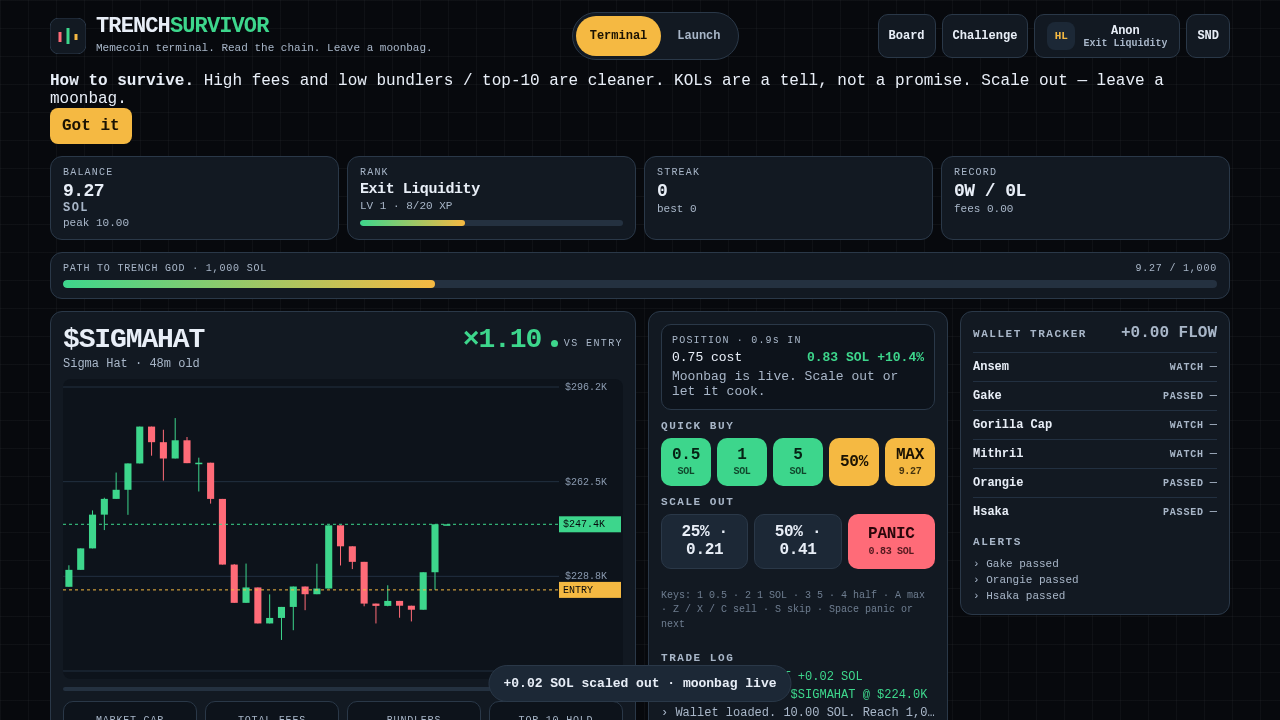 TRENCHSURVIVOR
Memecoin terminal. Read the chain. Leave a moonbag.
Terminal
Launch
Board
Challenge
HL
Anon
Exit Liquidity
SND
How to survive. High fees and low bundlers / top-10 are cleaner. KOLs are a tell, not a promise. Scale out — leave a
moonbag.
Got it
BALANCE
9.27
SOL
peak 10.00
RANK
Exit Liquidity
LV 1 · 8/20 XP
STREAK
0
best 0
RECORD
0W / 0L
fees 0.00
PATH TO TRENCH GOD · 1,000 SOL
9.27 / 1,000
$SIGMAHAT
×1.10
VS ENTRY
Sigma Hat · 48m old
$296.2K
$262.5K
$247.4K
$228.8K
ENTRY
MARKET CAP
TOTAL FEES
BUNDLERS
TOP 10 HOLD
POSITION · 0.9s IN
0.75 cost
0.83 SOL +10.4%
Moonbag is live. Scale out or
let it cook.
QUICK BUY
0.5
SOL
1
SOL
5
SOL
50%
MAX
9.27
SCALE OUT
25% ·
0.21
50% ·
0.41
PANIC
0.83 SOL
Keys: 1 0.5 · 2 1 SOL · 3 5 · 4 half · A max
· Z / X / C sell · S skip · Space panic or
next
TRADE LOG
+0.02 SOL
$SIGMAHAT @ $224.0K
› Wallet loaded. 10.00 SOL. Reach 1,0…
+0.02 SOL scaled out · moonbag live
WALLET TRACKER
+0.00 FLOW
Ansem
WATCH —
Gake
PASSED —
Gorilla Cap
WATCH —
Mithril
WATCH —
Orangie
PASSED —
Hsaka
PASSED —
ALERTS
› Gake passed
› Orangie passed
› Hsaka passed